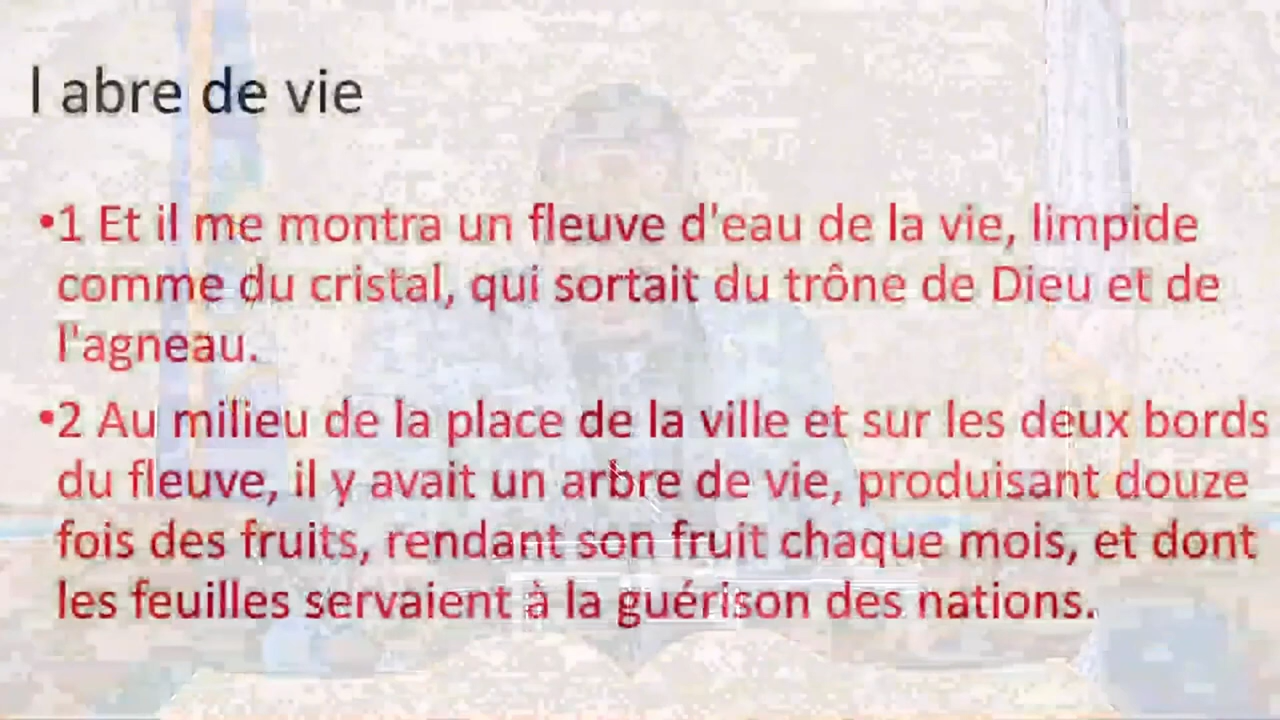 l abre de vie
•1 Et il me montra un fleuve d'eau de la vie, limpide
comme du cristal, qui sortait du trône de Dieu et de
l'agneau.
•2 Au milieu de la place de la ville et sur les deux bords
du fleuve, il y avait un arbre de vie, produisant douze
fois des fruits, rendant son fruit chaque mois, et dont
les feuilles servaient à la guérison des nations.